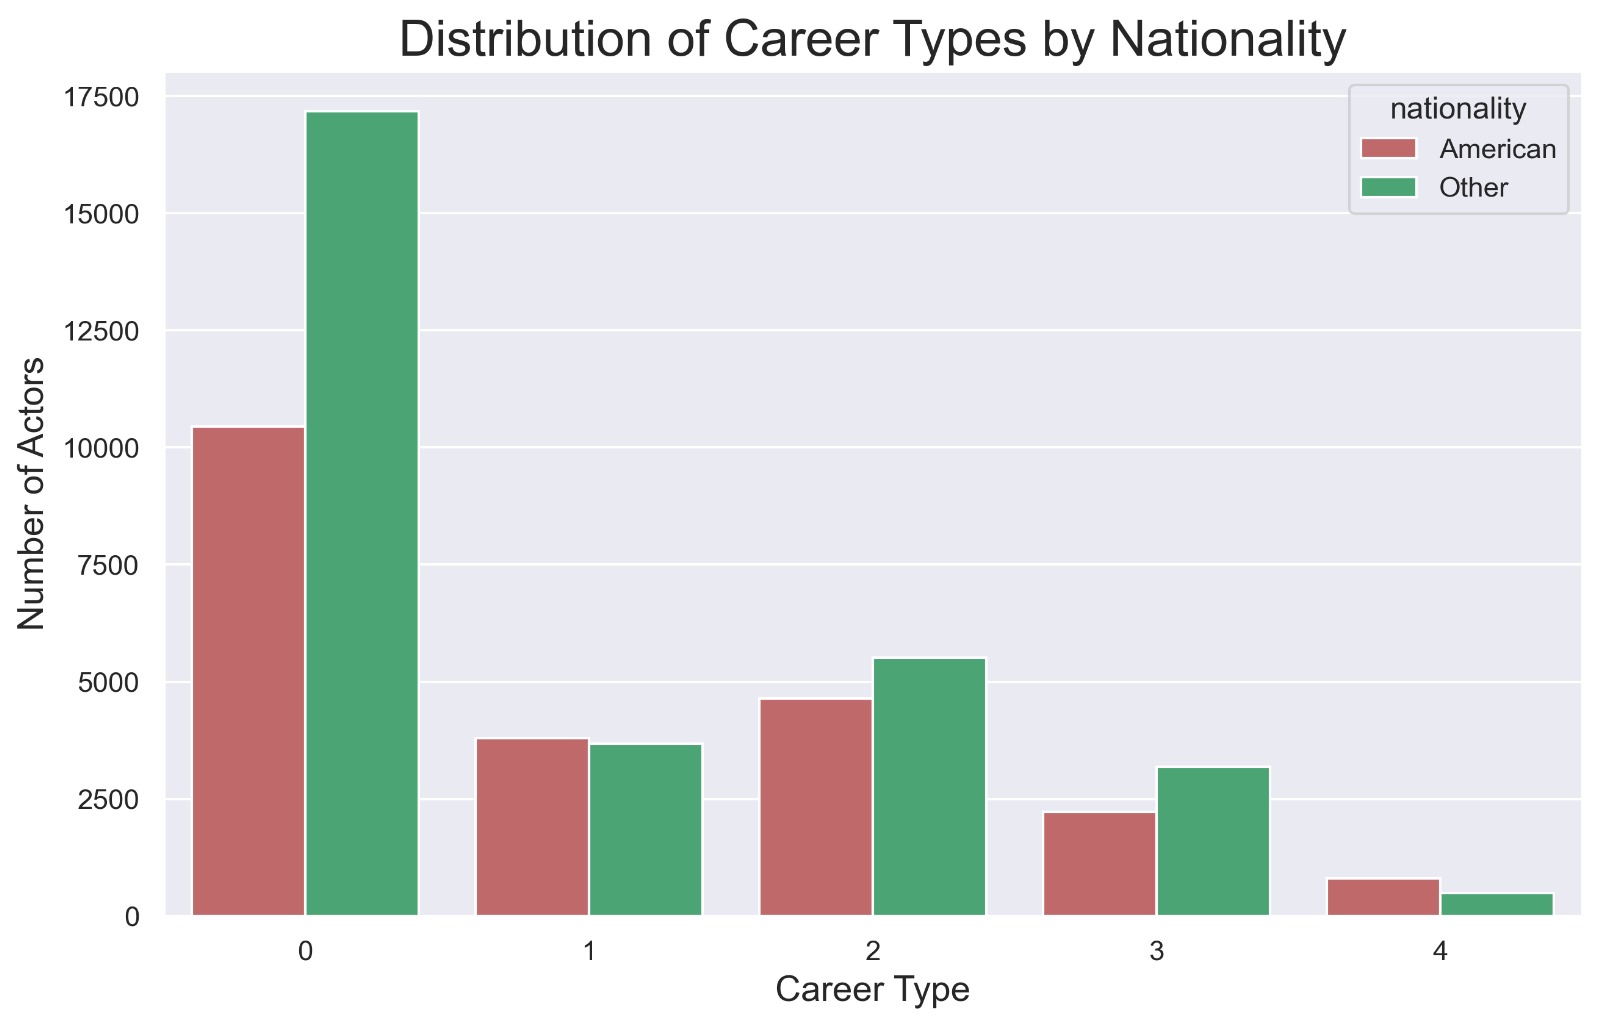 Distribution of Career Types by Nationality
17500
15000
12500
10000
7500
5000
2500
0
Number of Actors
nationality
American
Other
0
1
2
3
4
Career Type